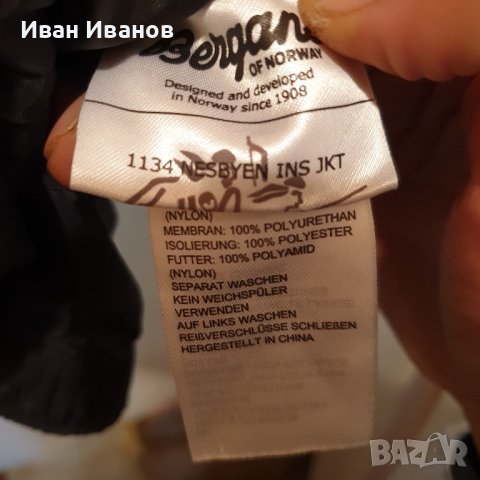 Иван Иванов
Bergans
OF NORWAY
Designed and developed
in Norway since 1908
1134 NESBYEN INS JKT
(NYLON)
MEMBRAN: 100% POLYURETHAN
ISOLIERUNG: 100% POLYESTER
FUTTER: 100% POLYAMID
(NYLON)
SEPARAT WASCHEN
KEIN WEICHSPÜLER
VERWENDEN
AUF LINKS WASCHEN
REIßVERSCHLÜSSE SCHLIEßEN
HERGESTELLT IN CHINA
BAZAR